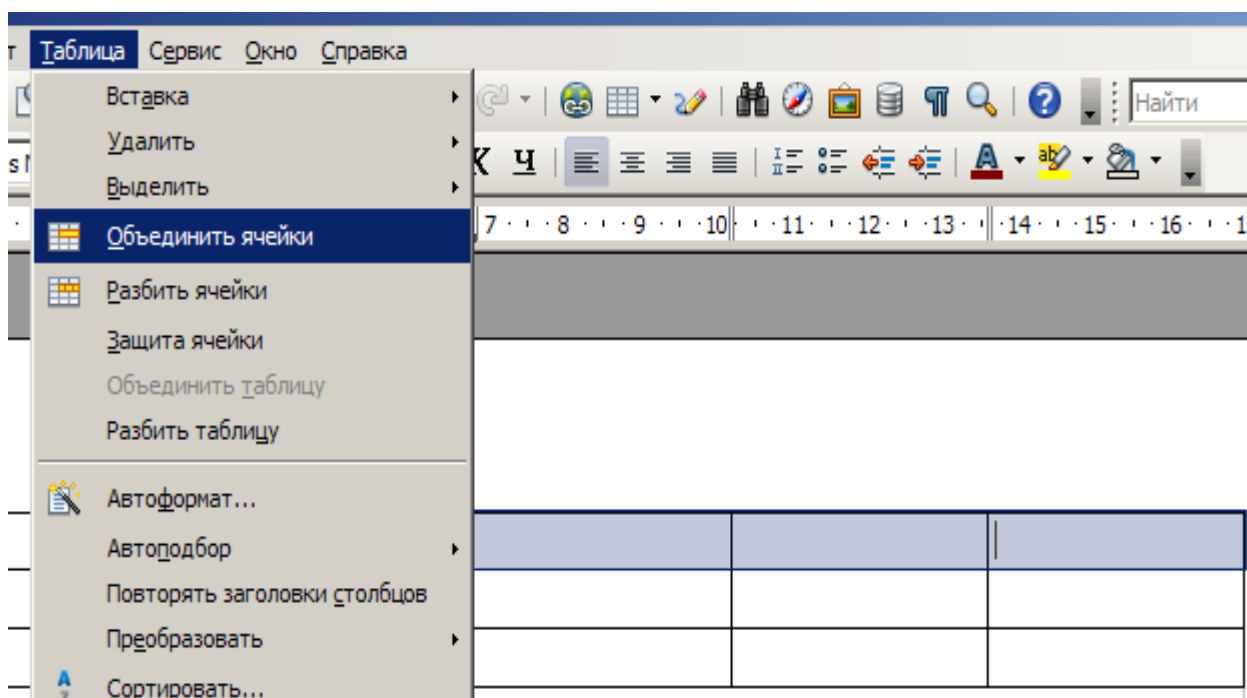 Таблица Сервис Окно Справка
Вставка
Найти
Удалить
К Ч
Выделить
7 8 9 10 11 12 13 14 15 16 1
Объединить ячейки
Разбить ячейки
Защита ячейки
Объединить таблицу
Разбить таблицу
Автоформат...
Автоподбор
Повторять заголовки столбцов
Преобразовать
Сортировать...